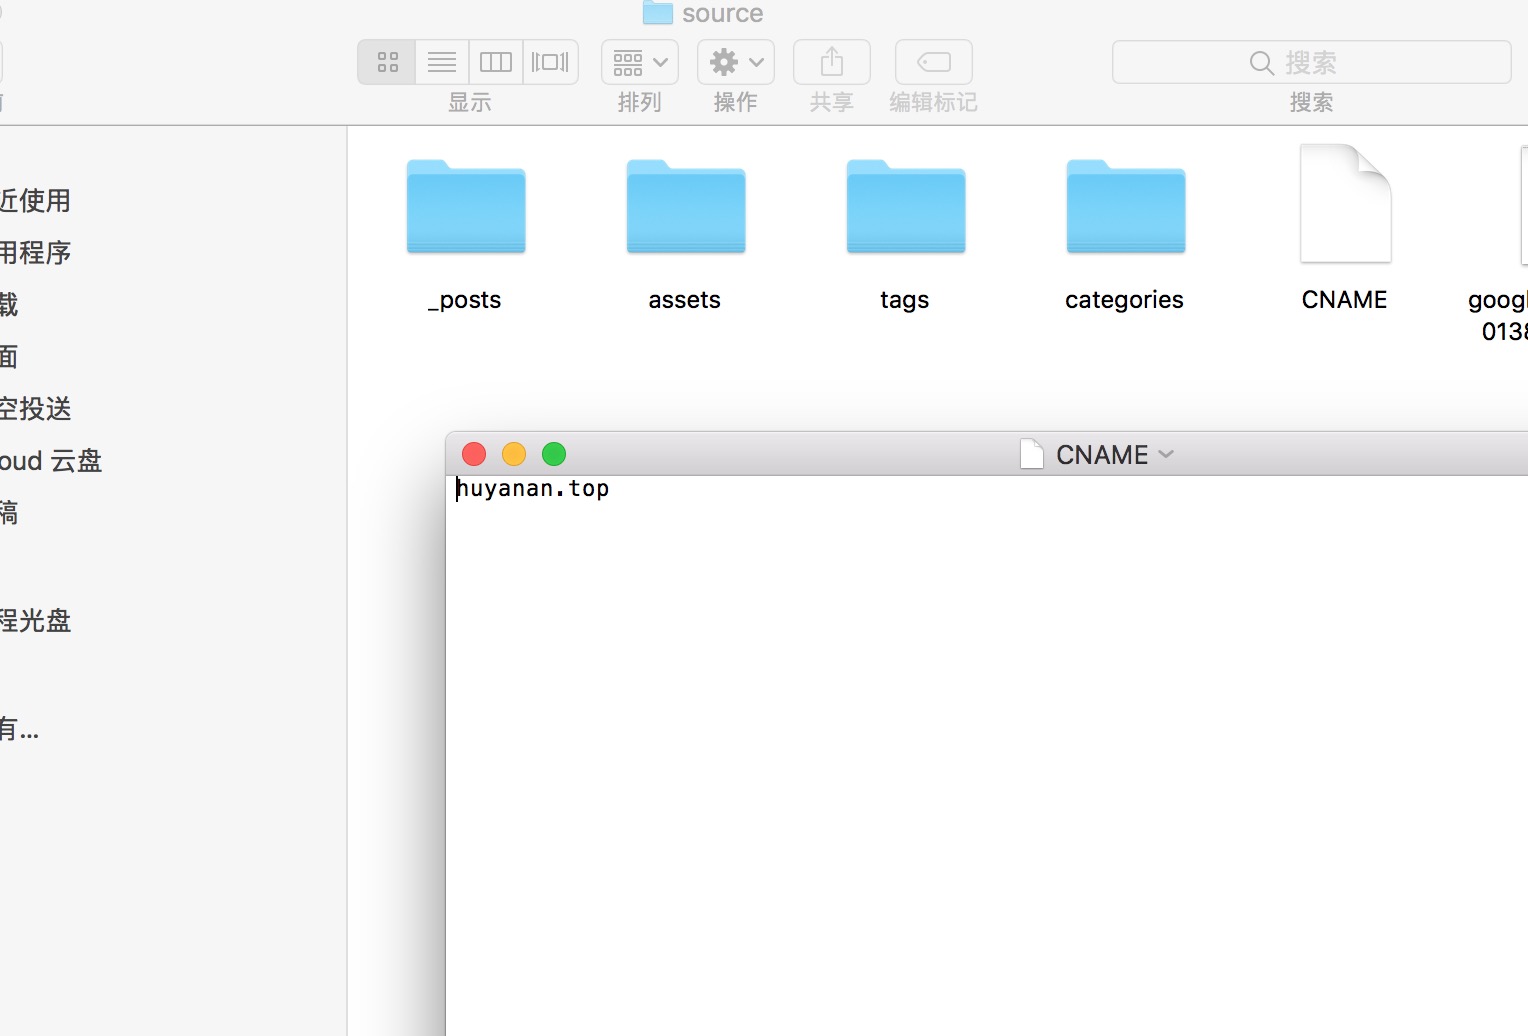 source
搜索
显示
排列
操作
共享
编辑标记
搜索
近使用
用程序
载
面
空投送
oud 云盘
稿
程光盘
有...
_posts
assets
tags
categories
CNAME
goog
013
CNAME
huyanan.top